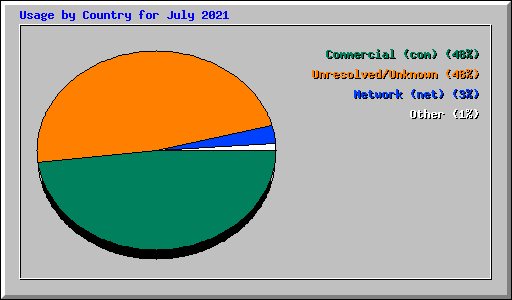 Usage by Country for July 2021
Commercial (com) (48%)
Unresolved/Unknown (48%)
Network (net) (3%)
Other (1%)